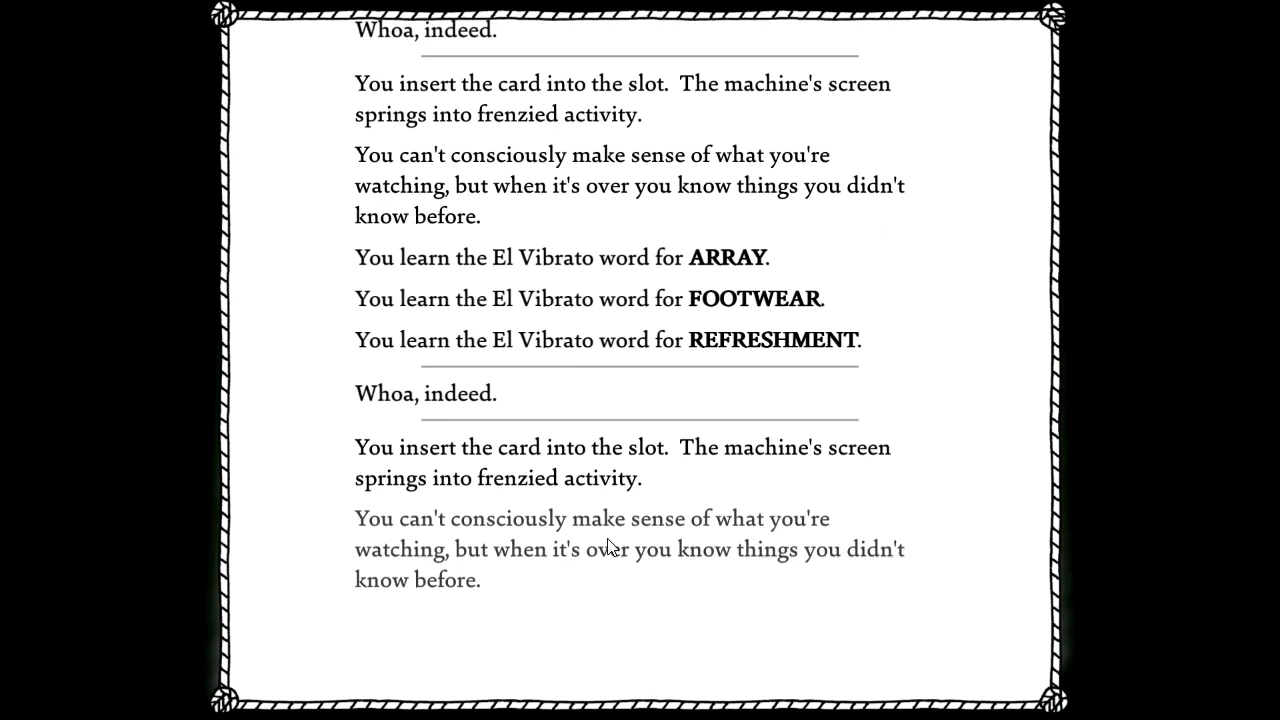 Whoa, indeed.
You insert the card into the slot.  The machine's screen
springs into frenzied activity.
You can't consciously make sense of what you're
watching, but when it's over you know things you didn't
know before.
You learn the El Vibrato word for ARRAY.
You learn the El Vibrato word for FOOTWEAR.
You learn the El Vibrato word for REFRESHMENT.
Whoa, indeed.
You insert the card into the slot.  The machine's screen
springs into frenzied activity.
You can't consciously make sense of what you're
watching, but when it's over you know things you didn't
know before.